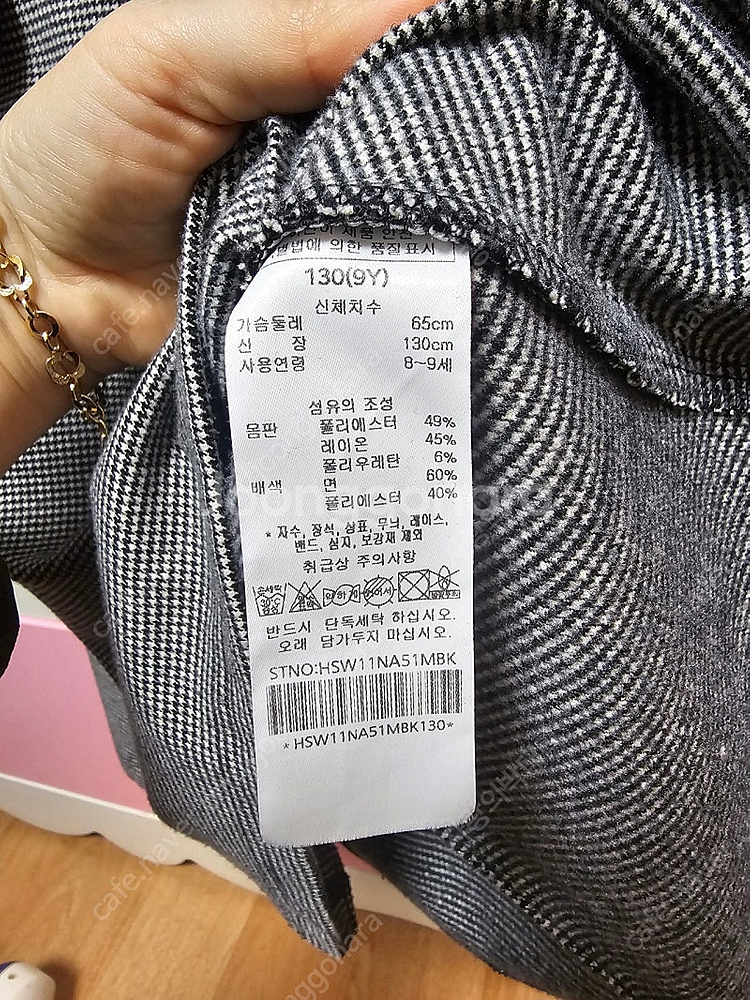 법에 의한 품질표시
130(9Y)
신체치수
가슴둘레 65cm
신 장 130cm
사용연령 8~9세
섬유의 조성
몸판 폴리에스터 49%
레이온 45%
폴리우레탄 6%
배색 면 60%
폴리에스터 40%
* 자수, 장식, 상표, 무늬, 레이스,
밴드, 심지, 보강재 제외
취급상 주의사항
반드시 단독세탁 하십시오.
오래 담가두지 마십시오.
STNO:HSW11NA51MBK
*HSW11NA51MBK130*